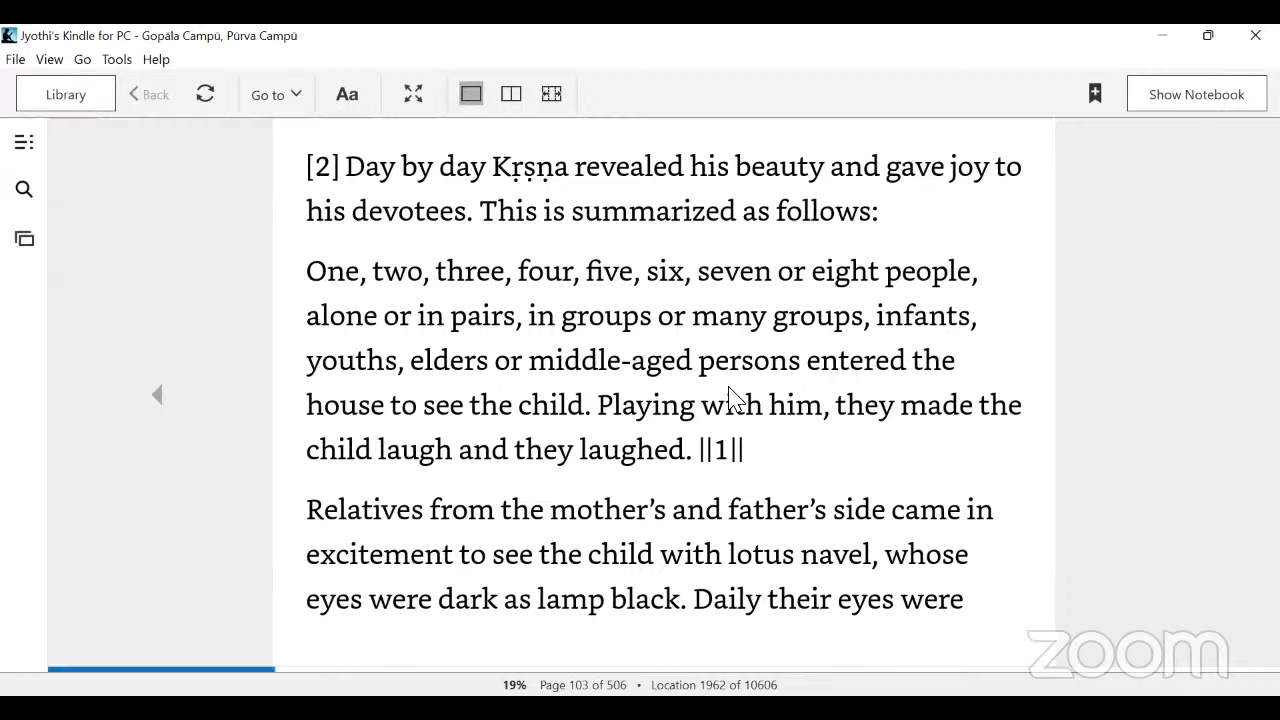 Jyothi's Kindle for PC - Gopāla Campū, Pūrva Campū
File View Go Tools Help
Library Back Go to Aa Show Notebook
[2] Day by day Kṛṣṇa revealed his beauty and gave joy to
his devotees. This is summarized as follows:
One, two, three, four, five, six, seven or eight people,
alone or in pairs, in groups or many groups, infants,
youths, elders or middle-aged persons entered the
house to see the child. Playing with him, they made the
child laugh and they laughed. ||1||
Relatives from the mother’s and father’s side came in
excitement to see the child with lotus navel, whose
eyes were dark as lamp black. Daily their eyes were
zoom
19% Page 103 of 506 • Location 1962 of 10606